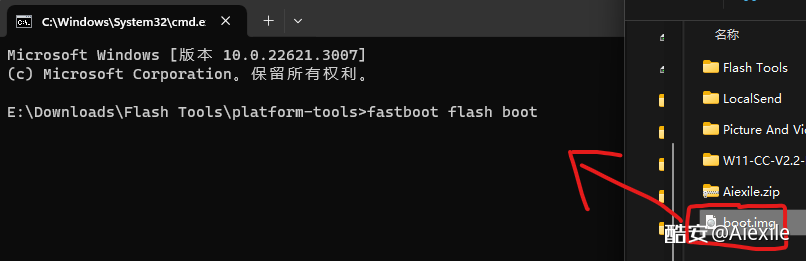 C:\Windows\System32\cmd.e
Microsoft Windows [版本 10.0.22621.3007]
(c) Microsoft Corporation。保留所有权利。
E:\Downloads\Flash Tools\platform-tools>fastboot flash boot
名称
Flash Tools
LocalSend
Picture And Vi
W11-CC-V2.2-
Aiexile.zip
boot.img
酷安@Aiexile